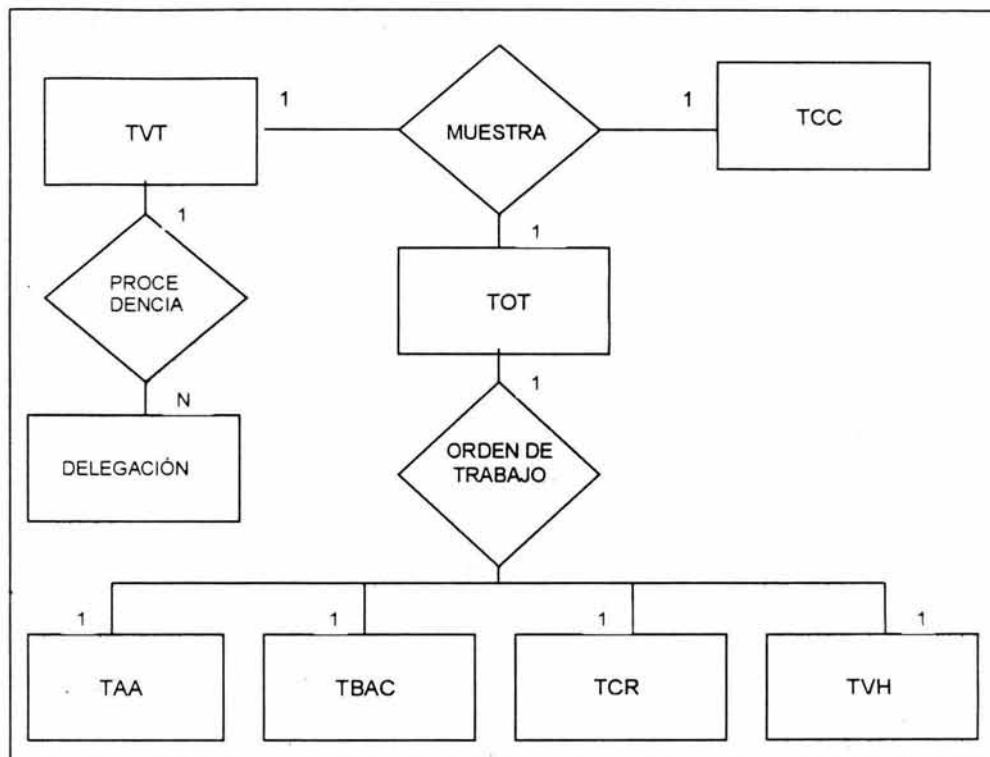 TVT
1
MUESTRA
1
TCC
1
PROCE
DENCIA
1
TOT
N
DELEGACIÓN
1
ORDEN DE
TRABAJO
1
TAA
1
TBAC
1
TCR
1
TVH